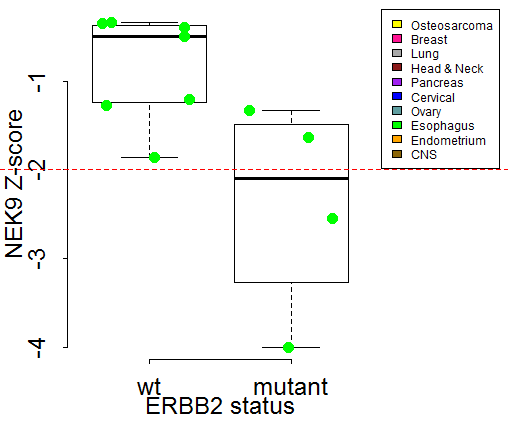 Osteosarcoma
Breast
Lung
Head & Neck
Pancreas
Cervical
Ovary
Esophagus
Endometrium
CNS
NEK9 Z-score
-1
-2
-3
-4
wt mutant
ERBB2 status